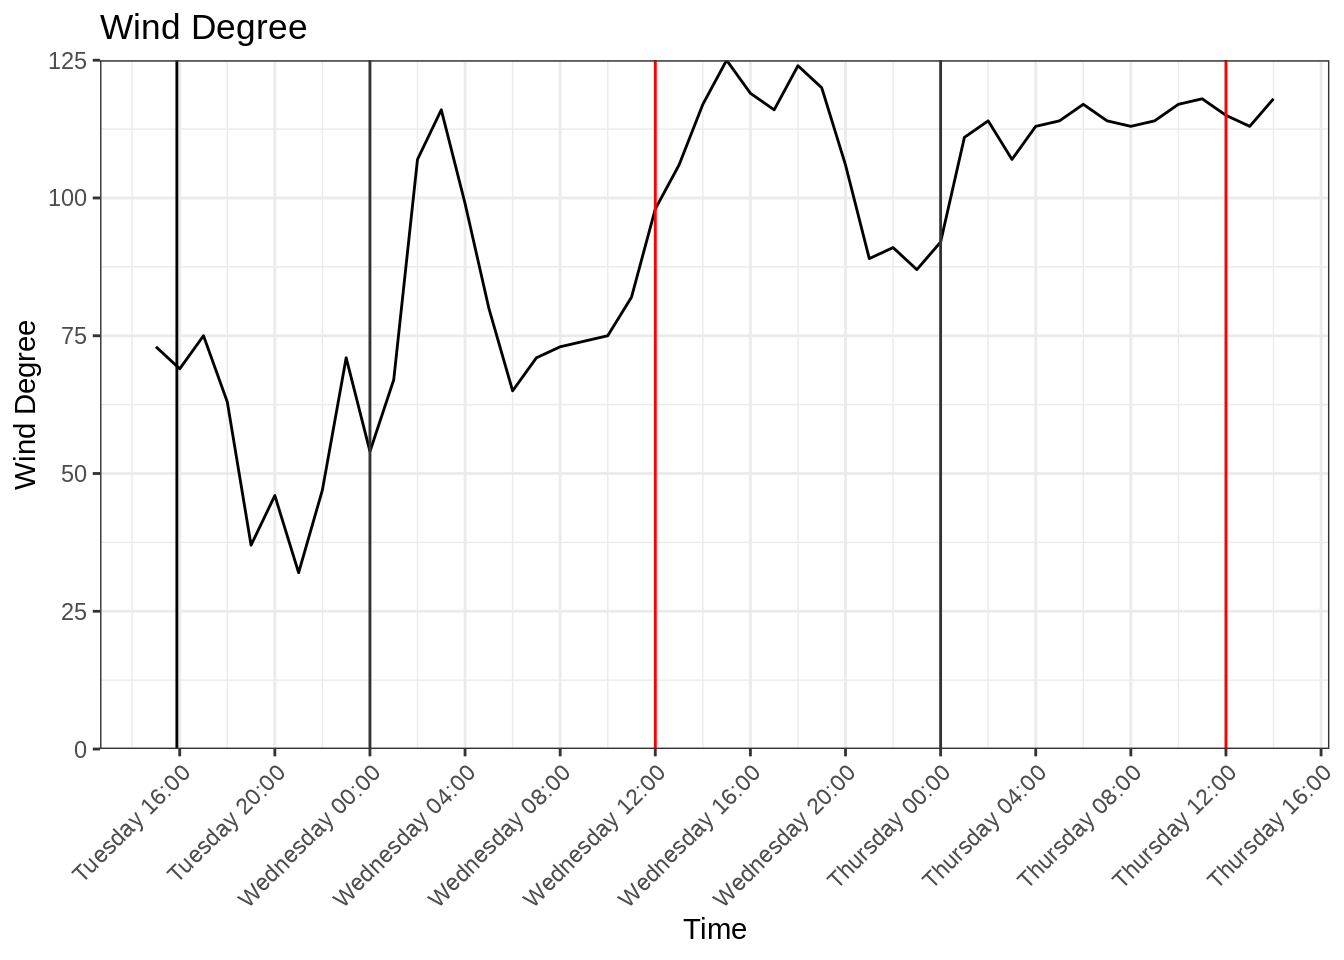 Wind Degree
125
100
75
50
25
0
Wind Degree
Tuesday 16:00
Tuesday 20:00
Wednesday 00:00
Wednesday 04:00
Wednesday 08:00
Wednesday 12:00
Wednesday 16:00
Wednesday 20:00
Thursday 00:00
Thursday 04:00
Thursday 08:00
Thursday 12:00
Thursday 16:00
Time